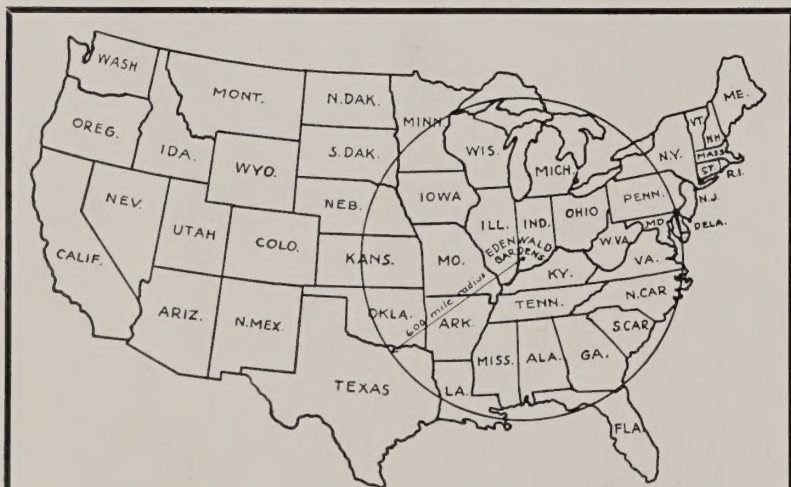 WASH
MONT.
N.DAK.
MINN.
ME.
OREG.
IDA.
WYO.
S.DAK.
WIS.
MICH.
N.Y.
VT.
N.H.
MASS.
ST.
R.I.
NEV.
NEB.
IOWA
PENN.
N.J.
CALIF.
UTAH
COLO.
KANS.
MO.
ILL.
IND.
OHIO
W.VA.
MD.
DELA.
VA.
EDENWALD
GARDENS
KY.
ARIZ.
N.MEX.
OKLA.
600 mile radius
ARK.
TENN.
N.CAR
S.CAR
TEXAS
LA.
MISS.
ALA.
GA.
FLA.